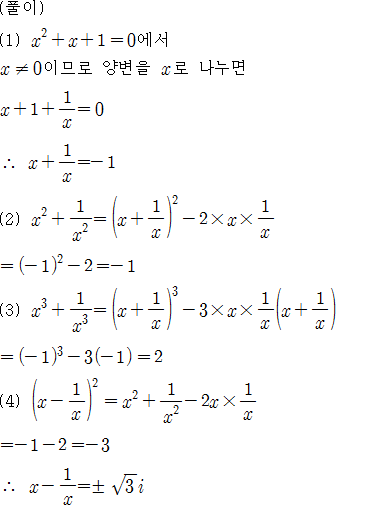 (풀이)
(1) x² + x + 1 = 0에서
x ≠ 0이므로 양변을 x로 나누면
x + 1 + 1/x = 0
∴ x + 1/x = −1
(2) x² + 1/x² = (x + 1/x)² − 2 × x × 1/x
= (−1)² − 2 = −1
(3) x³ + 1/x³ = (x + 1/x)³ − 3 × x × 1/x (x + 1/x)
= (−1)³ − 3(−1) = 2
(4) (x − 1/x)² = x² + 1/x² − 2x × 1/x
= −1 − 2 = −3
∴ x − 1/x = ± √3 i